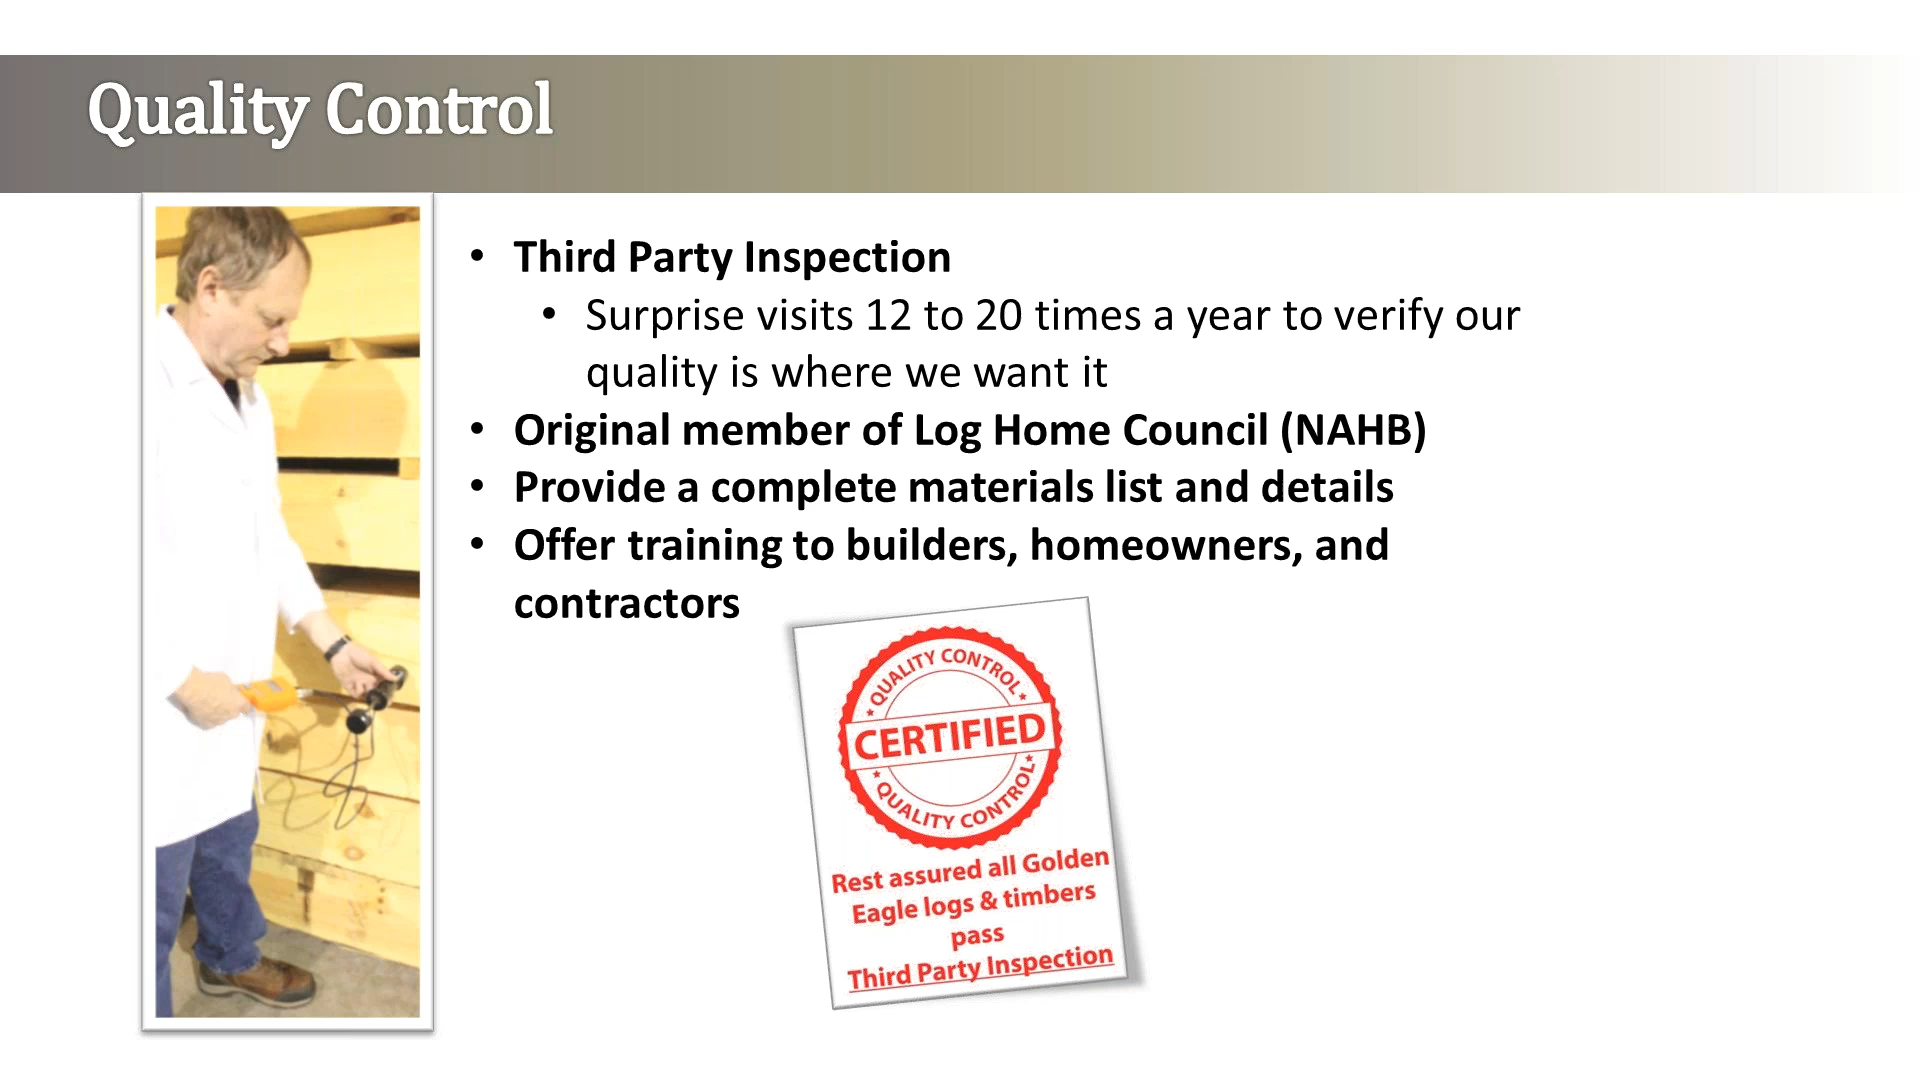 Quality Control
• Third Party Inspection
• Surprise visits 12 to 20 times a year to verify our
quality is where we want it
• Original member of Log Home Council (NAHB)
• Provide a complete materials list and details
• Offer training to builders, homeowners, and
contractors
QUALITY CONTROL
CERTIFIED
QUALITY CONTROL
Rest assured all Golden
Eagle logs & timbers
pass
Third Party Inspection